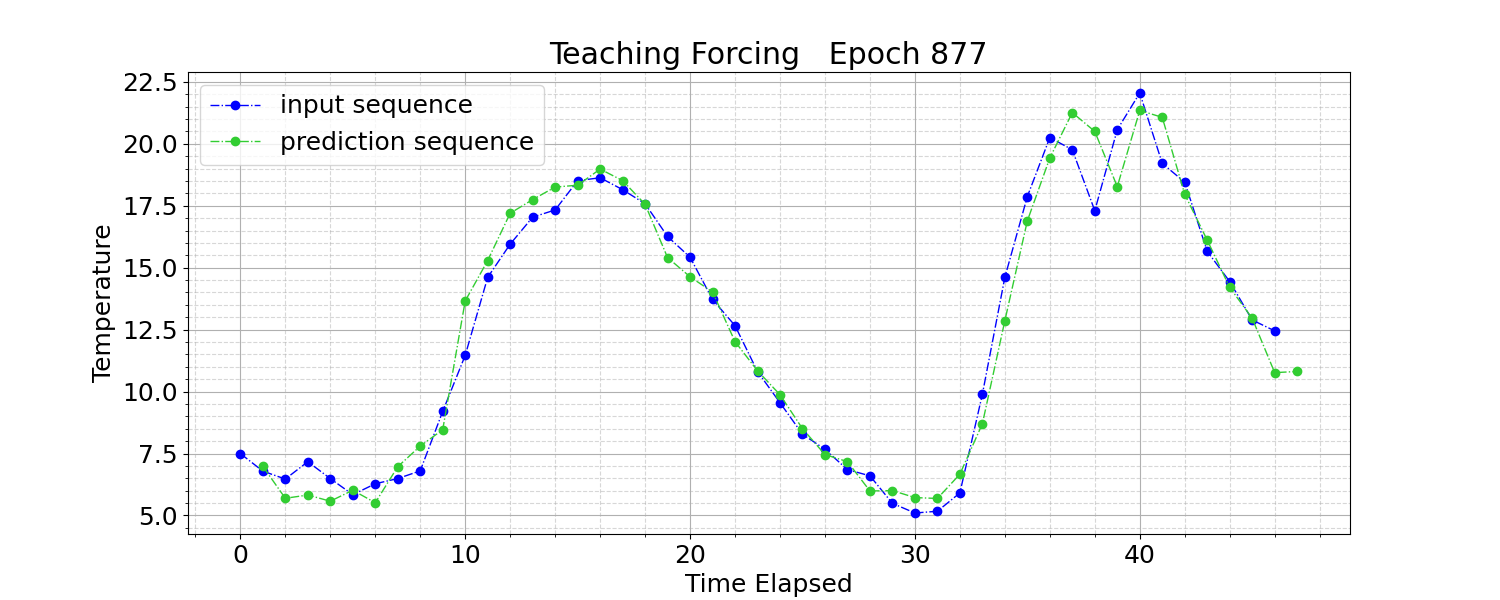 Teaching Forcing   Epoch 877
input sequence
prediction sequence
22.5
20.0
17.5
15.0
12.5
10.0
7.5
5.0
Temperature
0 10 20 30 40
Time Elapsed